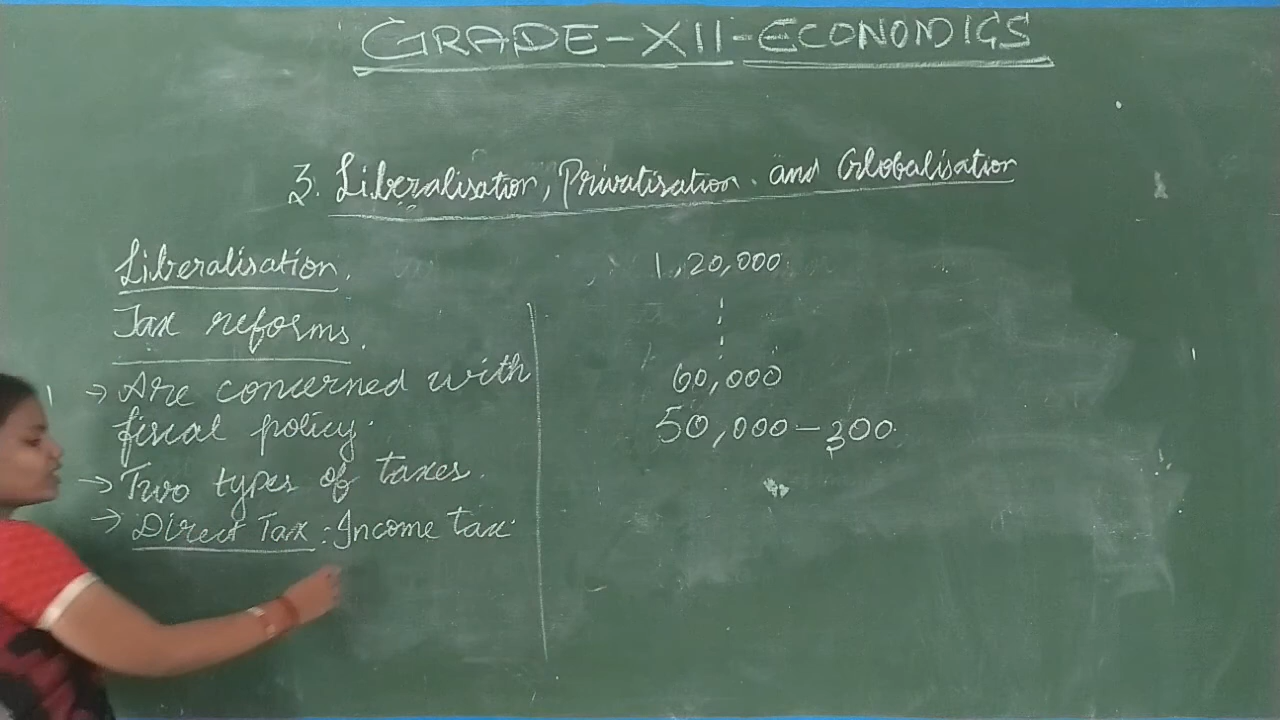 GRADE-XII-ECONOMICS
3. Liberalisation, Privatisation. and Globalisation
Liberalisation.
Tax reforms.
→ Are concerned with
fiscal policy.
→ Two types of taxes.
→ Direct Tax : Income tax.
1,20,000
60,000
50,000-300